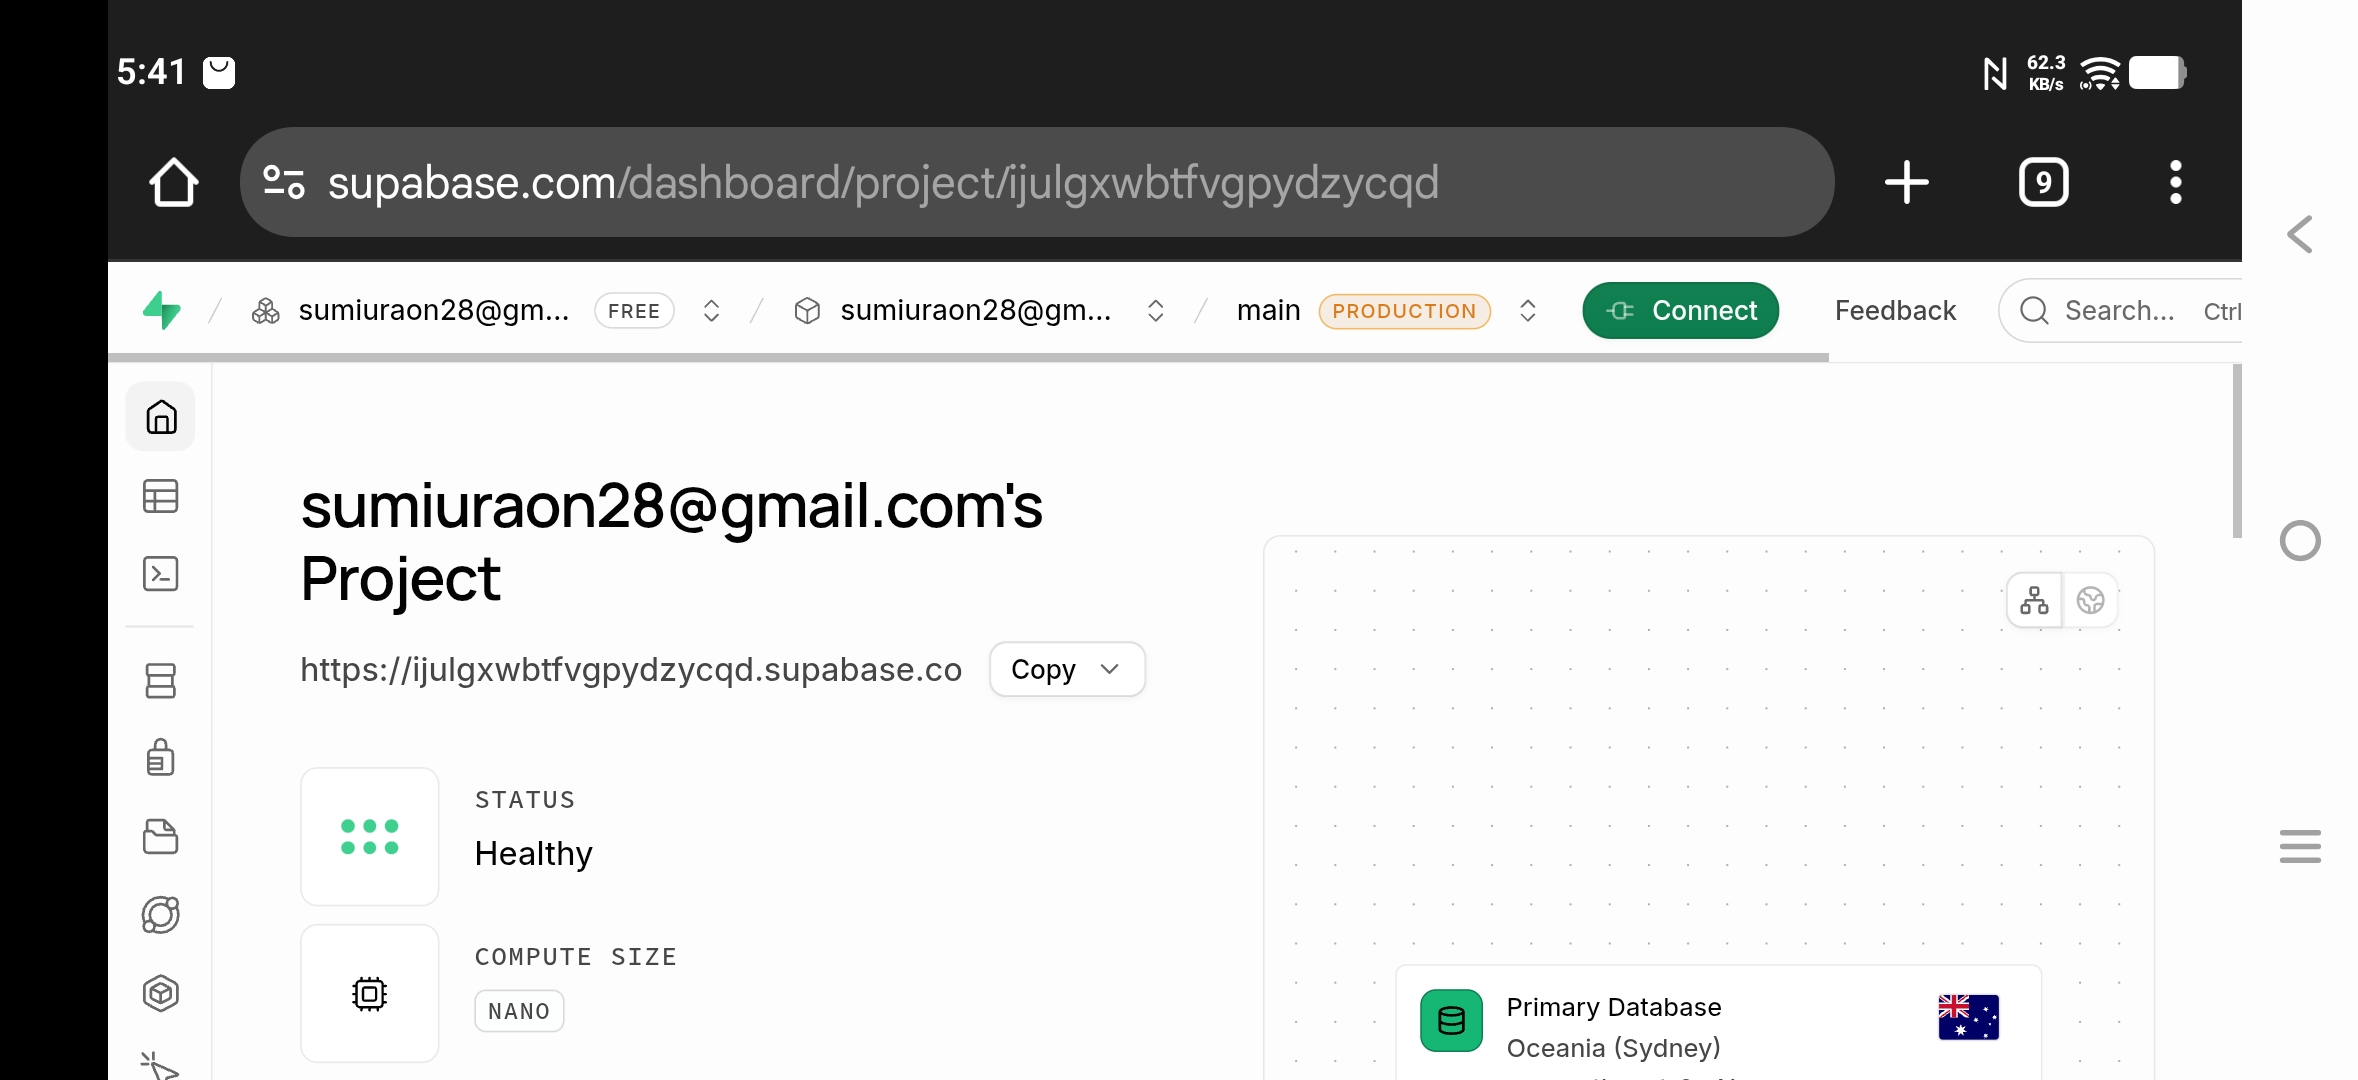 5:41
62.3
KB/s
supabase.com/dashboard/project/ijulgxwbtfvgpydzycqd
9
sumiuraon28@gm... FREE sumiuraon28@gm... main PRODUCTION Connect Feedback Search... Ctrl
sumiuraon28@gmail.com's
Project
https://ijulgxwbtfvgpydzycqd.supabase.co Copy
STATUS
Healthy
COMPUTE SIZE
NANO
Primary Database
Oceania (Sydney)